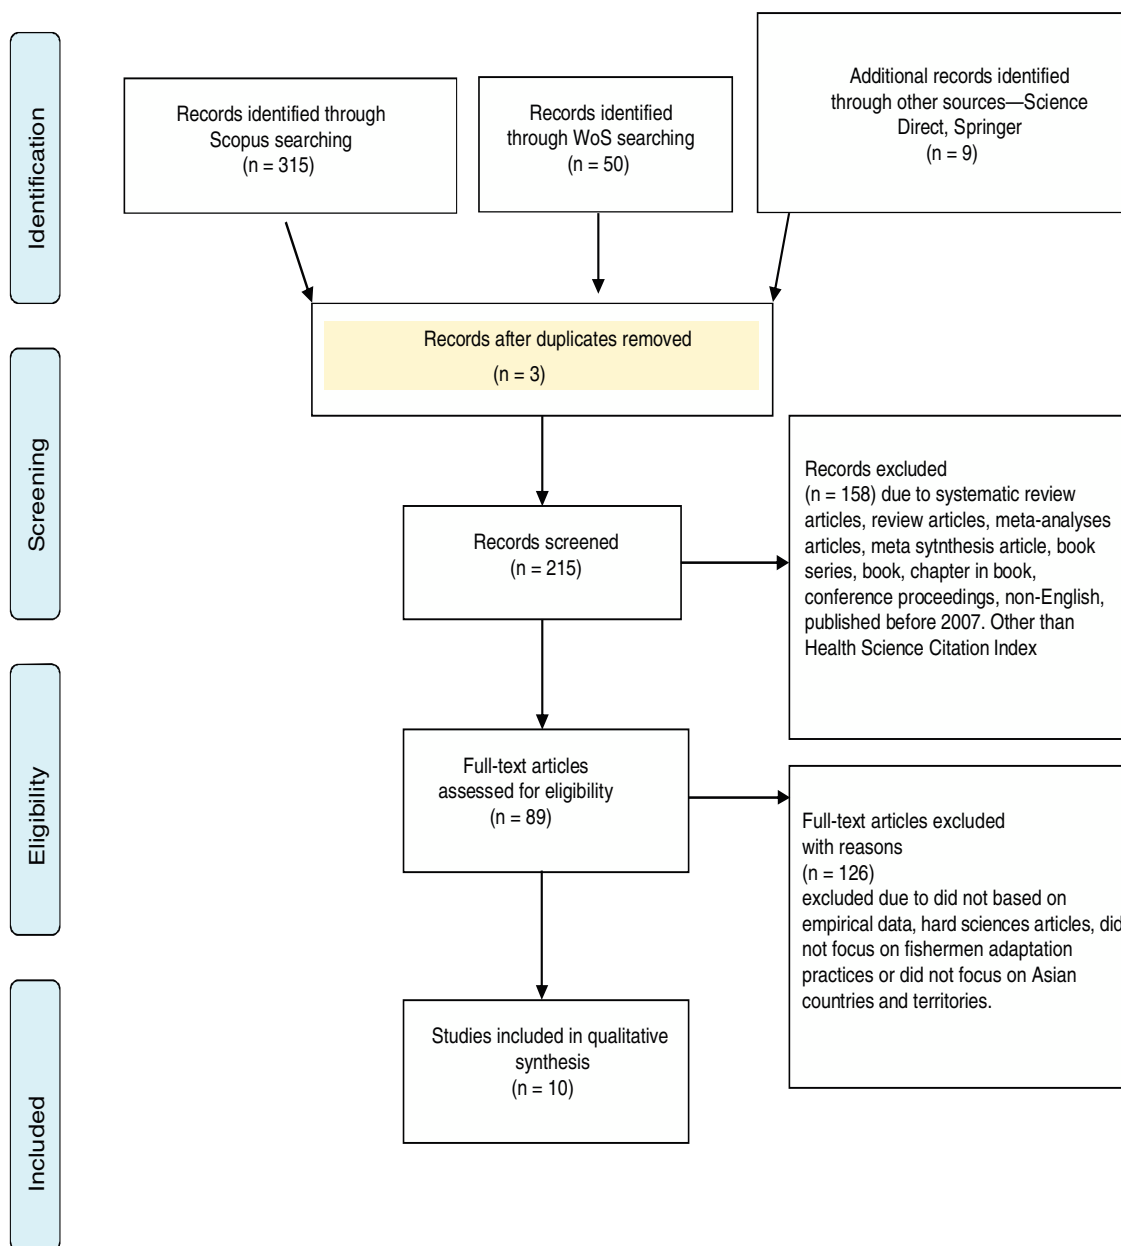 Identification
Records identified through
Scopus searching
(n = 315)
Records identified
through WoS searching
(n = 50)
Additional records identified
through other sources—Science
Direct, Springer
(n = 9)
Records after duplicates removed
(n = 3)
Screening
Records screened
(n = 215)
Records excluded
(n = 158) due to systematic review
articles, review articles, meta-analyses
articles, meta sytnthesis article, book
series, book, chapter in book,
conference proceedings, non-English,
published before 2007. Other than
Health Science Citation Index
Eligibility
Full-text articles
assessed for eligibility
(n = 89)
Full-text articles excluded
with reasons
(n = 126)
excluded due to did not based on
empirical data, hard sciences articles, did
not focus on fishermen adaptation
practices or did not focus on Asian
countries and territories.
Included
Studies included in qualitative
synthesis
(n = 10)